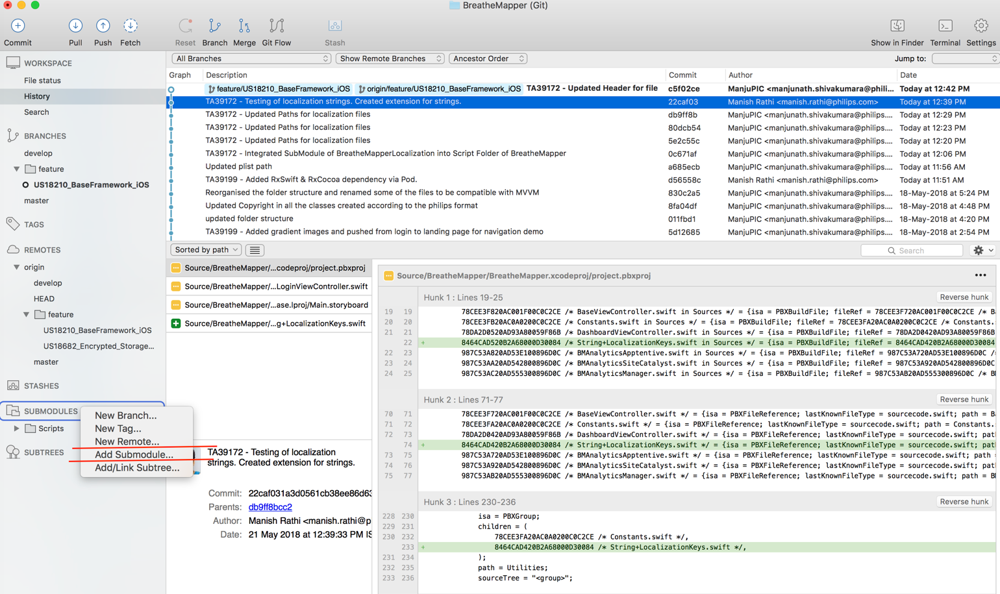 BreatheMapper (Git)
Commit
Pull
Push
Fetch
Reset
Branch
Merge
Git Flow
Stash
Show in Finder
Terminal
Settings
WORKSPACE
File status
History
Search
BRANCHES
develop
feature
US18210_BaseFramework_iOS
master
TAGS
REMOTES
origin
develop
HEAD
feature
US18210_BaseFramework_iOS
US18682_Encrypted_Storage...
master
STASHES
SUBMODULES
Scripts
SUBTREES
New Branch...
New Tag...
New Remote...
Add Submodule...
Add/Link Subtree...
All Branches
Show Remote Branches
Ancestor Order
Jump to:
Graph Description Commit Author Date
feature/US18210_BaseFramework_iOS origin/feature/US18210_BaseFramework_iOS TA39172 - Updated Header for file c5f02ce ManjuPIC <manjunath.shivakumara@phili... Today at 12:42 PM
TA39172 - Testing of localization strings. Created extension for strings. 22caf03 Manish Rathi <manish.rathi@philips.com> Today at 12:39 PM
TA39172 - Updated Paths for localization files db9ff8b ManjuPIC <manjunath.shivakumara@philips.... Today at 12:29 PM
TA39172 - Updated Paths for localization files 80dcb54 ManjuPIC <manjunath.shivakumara@philips.... Today at 12:23 PM
TA39172 - Updated Paths for localization files 5e2c55c ManjuPIC <manjunath.shivakumara@philips.... Today at 12:20 PM
TA39172 - Integrated SubModule of BreatheMapperLocalization into Script Folder of BreatheMapper 0c671af ManjuPIC <manjunath.shivakumara@philips.... Today at 12:06 PM
Updated plist path a685ecb ManjuPIC <manjunath.shivakumara@philips.... Today at 11:56 AM
TA39199 - Added RxSwift & RxCocoa dependency via Pod. d56558c Manish Rathi <manish.rathi@philips.com> Today at 11:51 AM
Reorganised the folder structure and renamed some of the files to be compatible with MVVM 830c2a5 ManjuPIC <manjunath.shivakumara@philips.... 18-May-2018 at 5:24 PM
Updated Copyright in all the classes created according to the philips format 8fa04df ManjuPIC <manjunath.shivakumara@philips.... 18-May-2018 at 4:48 PM
updated folder structure 011fbd1 ManjuPIC <manjunath.shivakumara@philips.... 18-May-2018 at 4:20 PM
TA39199 - Added gradient images and pushed from login to landing page for navigation demo 5d12685 ManjuPIC <manjunath.shivakumara@philips.... 18-May-2018 at 2:54 PM
Sorted by path
Search
Source/BreatheMapper/...codeproj/project.pbxproj
Source/BreatheMapper/...LoginViewController.swift
Source/BreatheMapper/...ase.lproj/Main.storyboard
Source/BreatheMapper/...g+LocalizationKeys.swift
TA39172 - Testing of localization
strings. Created extension for strings.
Commit: 22caf031a3d0561cb38ee86d63
Parents: db9ff8bcc2
Author: Manish Rathi <manish.rathi@p
Date: 21 May 2018 at 12:39:33 PM IS
Source/BreatheMapper/BreatheMapper.xcodeproj/project.pbxproj
Hunk 1 : Lines 19-25 Reverse hunk
19 19 78CEE3F820AC001F00C0C2CE /* BaseViewController.swift in Sources */ = {isa = PBXBuildFile; fileRef = 78CEE3F720AC001F00C0C2CE /* B
20 20 78CEE3FB20AC0A0200C0C2CE /* Constants.swift in Sources */ = {isa = PBXBuildFile; fileRef = 78CEE3FA20AC0A0200C0C2CE /* Constants.
21 21 78DA2D0520AD93A80059F86B /* DashboardViewController.swift in Sources */ = {isa = PBXBuildFile; fileRef = 78DA2D0420AD93A80059F86B
22 + 8464CAD520B2A68000D30084 /* String+LocalizationKeys.swift in Sources */ = {isa = PBXBuildFile; fileRef = 8464CAD420B2A68000D30084
22 23 987C53A820AD53E100896D0C /* BMAnalyticsApptentive.swift in Sources */ = {isa = PBXBuildFile; fileRef = 987C53A720AD53E100896D0C /*
23 24 987C53AA20AD542800896D0C /* BMAnalyticsSiteCatalyst.swift in Sources */ = {isa = PBXBuildFile; fileRef = 987C53A920AD542800896D0C
24 25 987C53AC20AD555300896D0C /* BMAnalyticsManager.swift in Sources */ = {isa = PBXBuildFile; fileRef = 987C53AB20AD555300896D0C /* BM
Hunk 2 : Lines 71-77 Reverse hunk
70 71 78CEE3F720AC001F00C0C2CE /* BaseViewController.swift */ = {isa = PBXFileReference; lastKnownFileType = sourcecode.swift; path = B
71 72 78CEE3FA20AC0A0200C0C2CE /* Constants.swift */ = {isa = PBXFileReference; lastKnownFileType = sourcecode.swift; path = Constants.
72 73 78DA2D0420AD93A80059F86B /* DashboardViewController.swift */ = {isa = PBXFileReference; lastKnownFileType = sourcecode.swift; path
74 + 8464CAD420B2A68000D30084 /* String+LocalizationKeys.swift */ = {isa = PBXFileReference; lastKnownFileType = sourcecode.swift; path
73 75 987C53A720AD53E100896D0C /* BMAnalyticsApptentive.swift */ = {isa = PBXFileReference; lastKnownFileType = sourcecode.swift; path =
74 76 987C53A920AD542800896D0C /* BMAnalyticsSiteCatalyst.swift */ = {isa = PBXFileReference; lastKnownFileType = sourcecode.swift; path
75 77 987C53AB20AD555300896D0C /* BMAnalyticsManager.swift */ = {isa = PBXFileReference; lastKnownFileType = sourcecode.swift; path = BM
Hunk 3 : Lines 230-236 Reverse hunk
228 230 isa = PBXGroup;
229 231 children = (
230 232 78CEE3FA20AC0A0200C0C2CE /* Constants.swift */,
233 + 8464CAD420B2A68000D30084 /* String+LocalizationKeys.swift */,
231 234 );
232 235 path = Utilities;
233 236 sourceTree = "<group>";